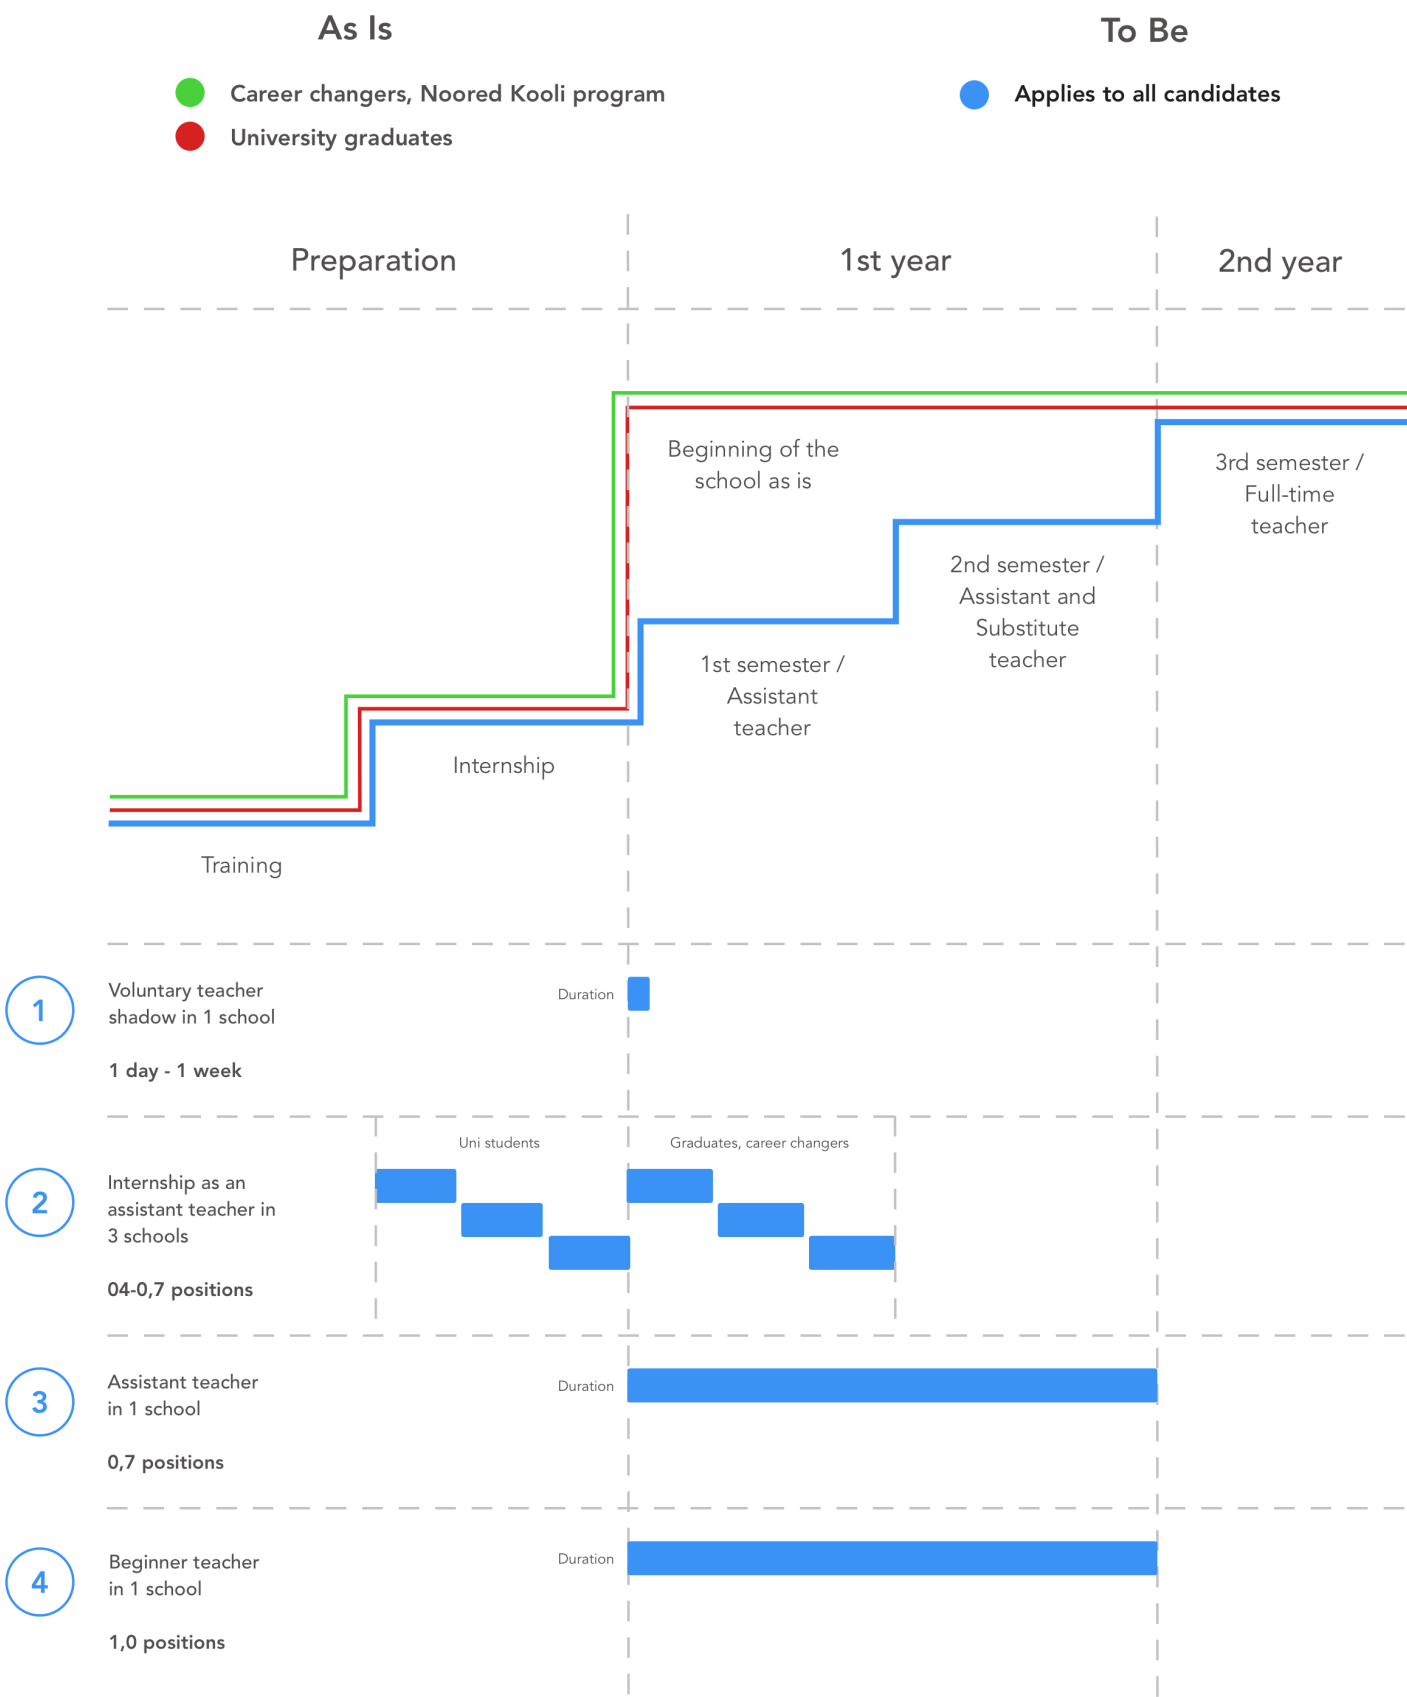 As Is
Career changers, Noored Kooli program
University graduates
To Be
Applies to all candidates
Preparation
1st year
2nd year
Beginning of the
school as is
3rd semester /
Full-time
teacher
2nd semester /
Assistant and
Substitute
teacher
1st semester /
Assistant
teacher
Internship
Training
1
Voluntary teacher
shadow in 1 school
1 day - 1 week
Duration
2
Internship as an
assistant teacher in
3 schools
04-0,7 positions
Uni students
Graduates, career changers
3
Assistant teacher
in 1 school
0,7 positions
Duration
4
Beginner teacher
in 1 school
1,0 positions
Duration